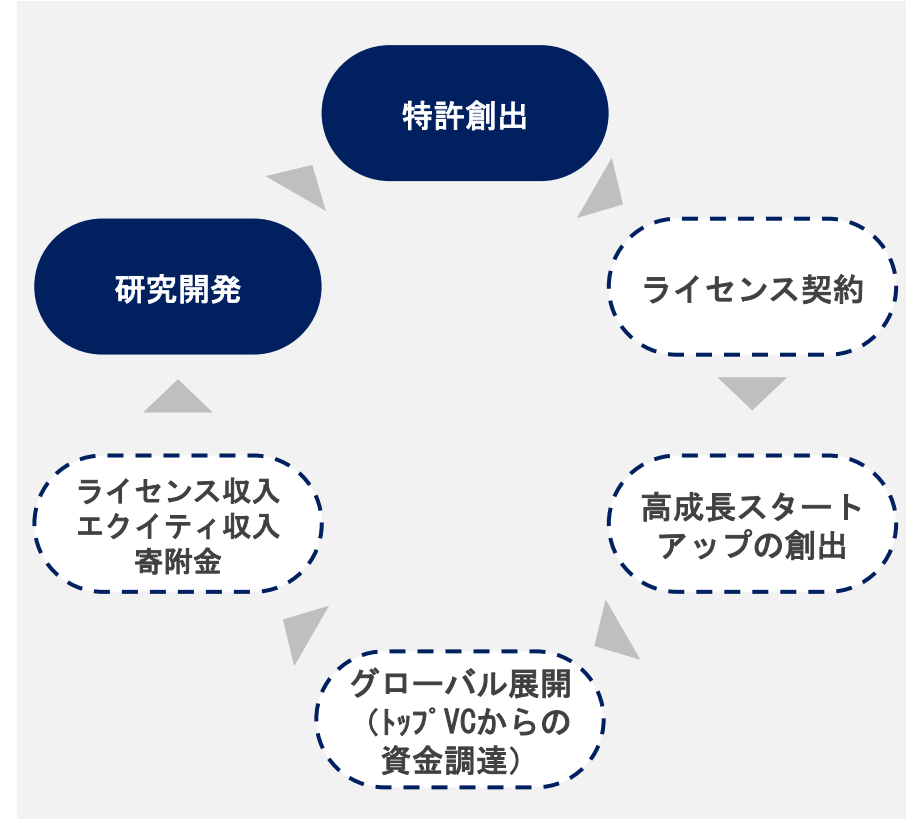 特許創出
研究開発
ライセンス契約
ライセンス収入
エクイティ収入
寄附金
高成長スタート
アップの創出
グローバル展開
（ﾄｯﾌﾟVCからの
資金調達）